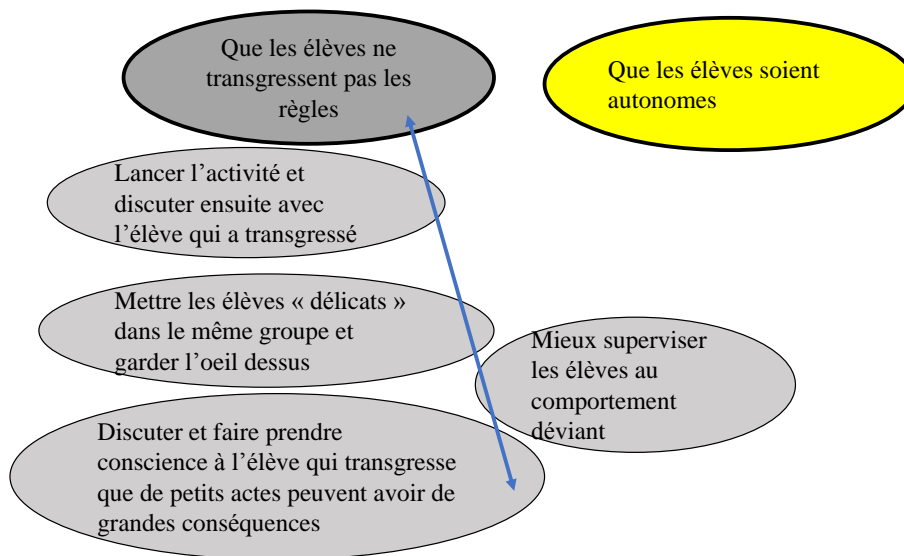 Que les élèves ne
transgressent pas les
règles
Que les élèves soient
autonomes
Lancer l’activité et
discuter ensuite avec
l’élève qui a transgressé
Mettre les élèves « délicats »
dans le même groupe et
garder l’oeil dessus
Mieux superviser
les élèves au
comportement
déviant
Discuter et faire prendre
conscience à l’élève qui transgresse
que de petits actes peuvent avoir de
grandes conséquences